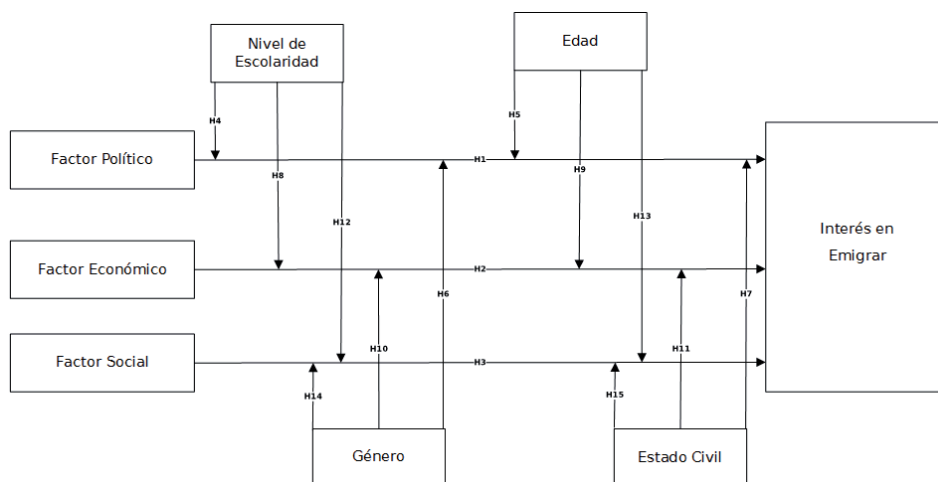 Nivel de
Escolaridad
Edad
H4
H5
Factor Político
H1
H8
H9
H12
H13
Interés en
Emigrar
Factor Económico
H2
H6
H7
H10
H11
Factor Social
H3
H14
H15
Género
Estado Civil